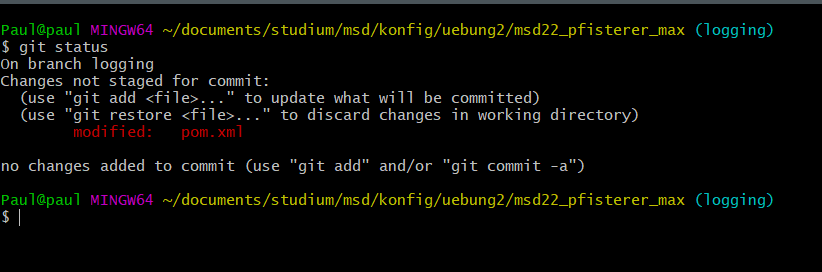 Paul@paul MINGW64 ~/documents/studium/msd/konfig/uebung2/msd22_pfisterer_max (logging)
$ git status
On branch logging
Changes not staged for commit:
  (use "git add <file>..." to update what will be committed)
  (use "git restore <file>..." to discard changes in working directory)
        modified:   pom.xml

no changes added to commit (use "git add" and/or "git commit -a")

Paul@paul MINGW64 ~/documents/studium/msd/konfig/uebung2/msd22_pfisterer_max (logging)
$